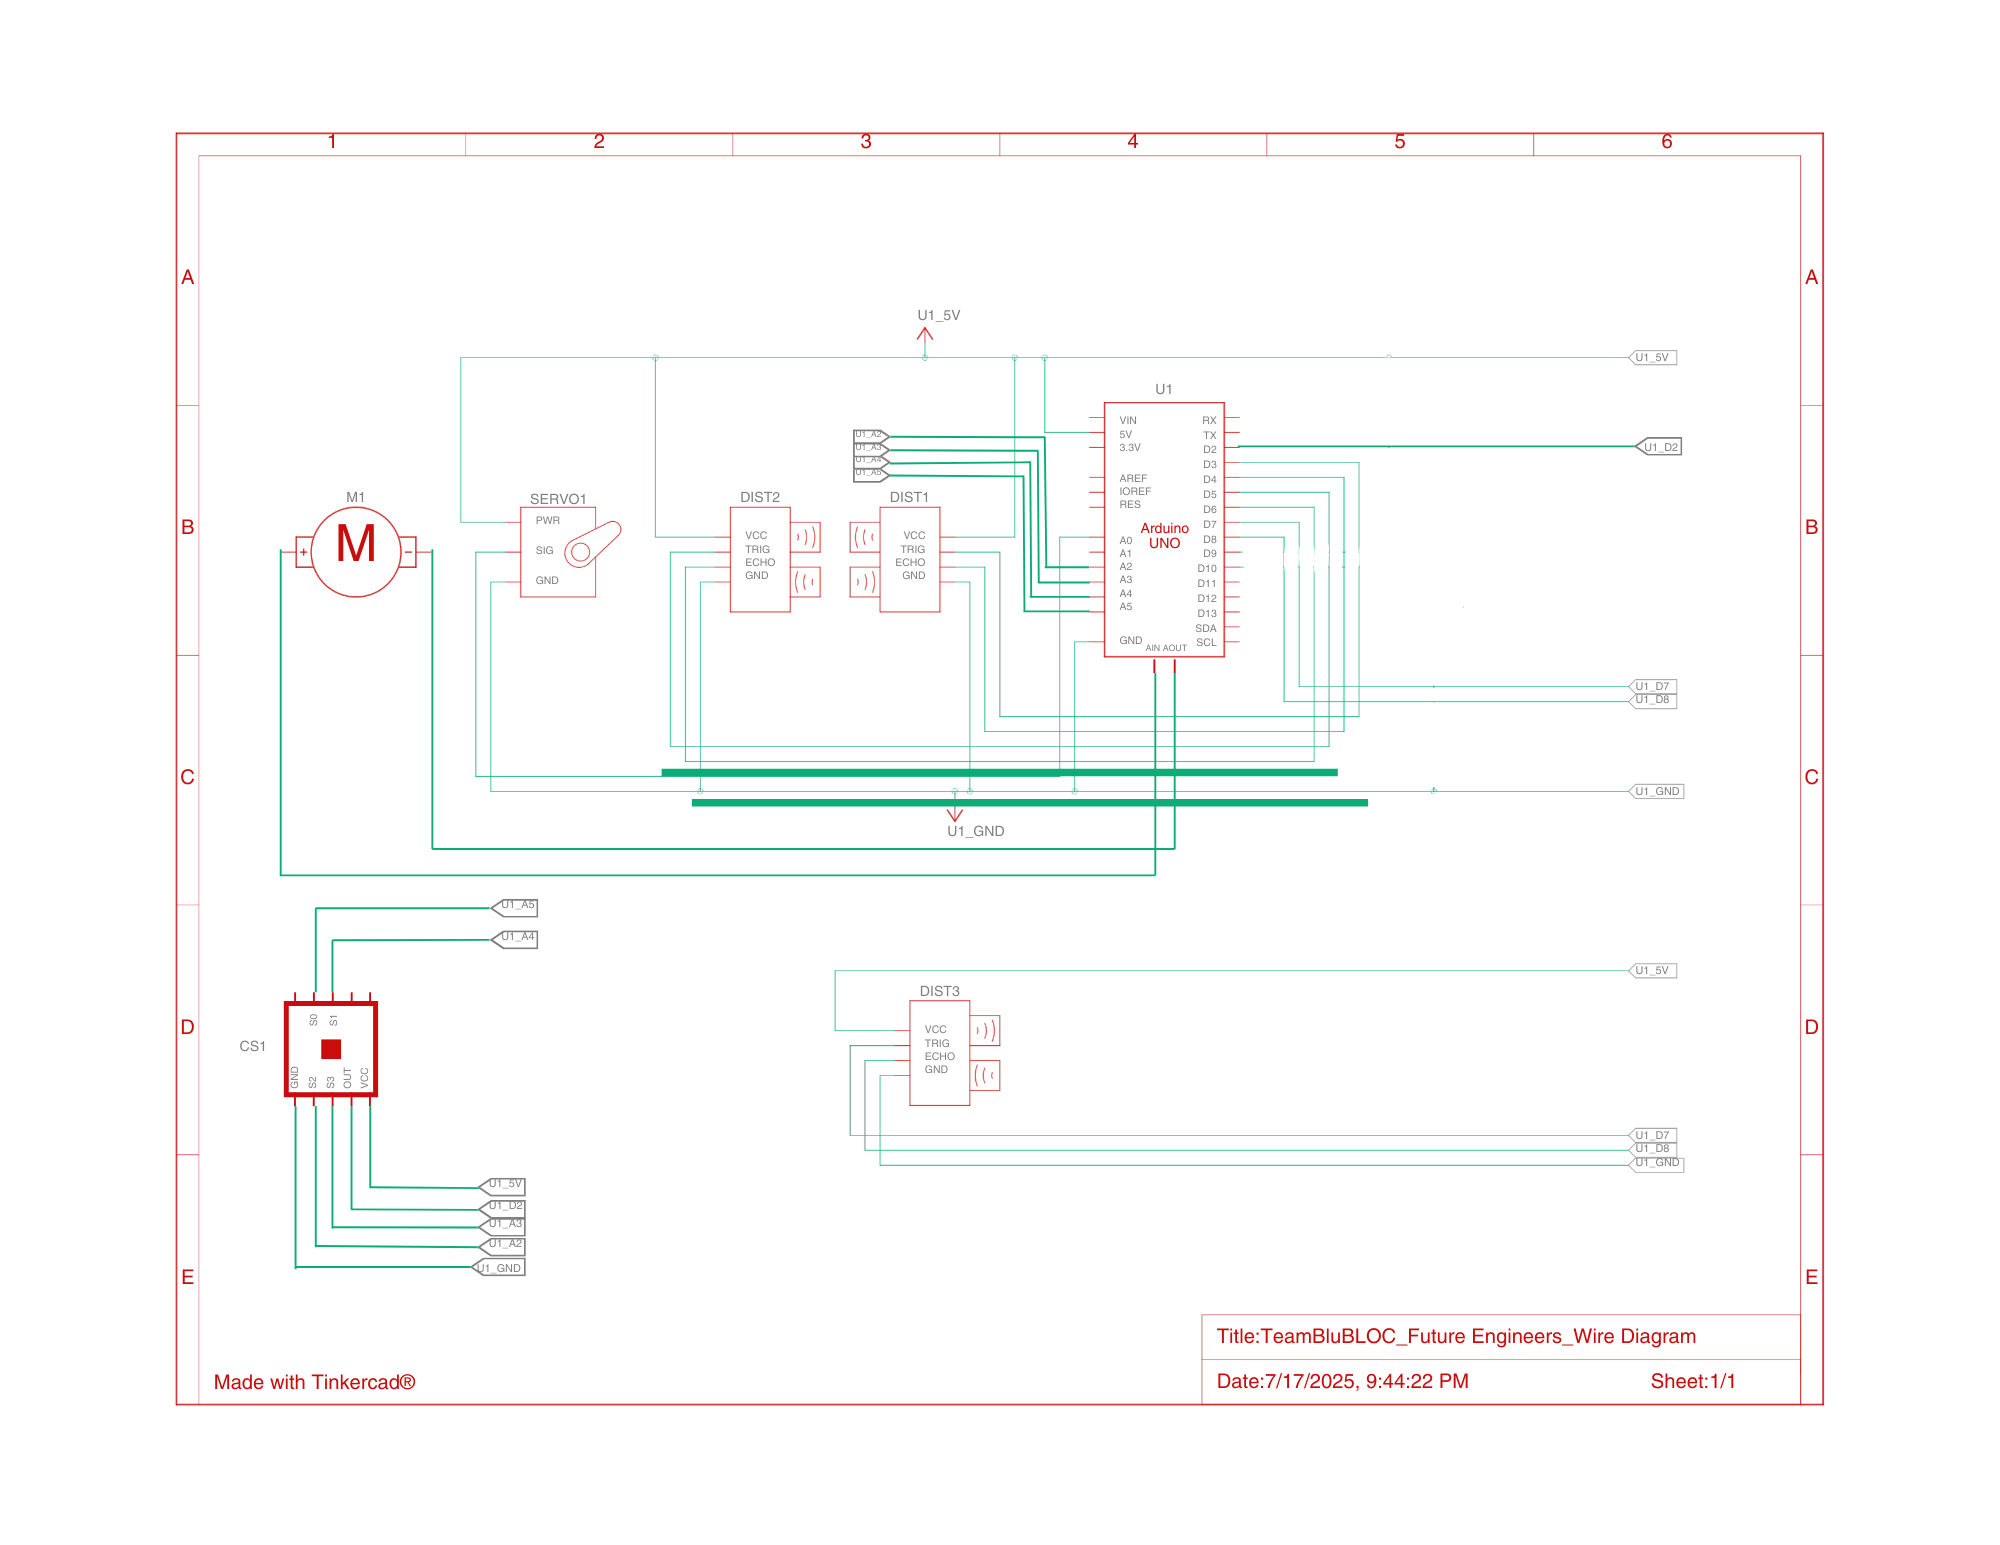 1 2 3 4 5 6
A A
U1_5V
U1_5V
U1
U1_A2
U1_A3
U1_A4
U1_A5
VIN RX
5V TX
3.3V D2
U1_D2
D3
AREF D4
IOREF D5
RES D6
D7
Arduino
UNO
A0 D8
A1 D9
A2 D10
A3 D11
A4 D12
A5 D13
SDA
GND SCL
AIN AOUT
B B
M1
M
+ -
SERVO1
PWR
SIG
GND
DIST2
VCC
TRIG
ECHO
GND
DIST1
VCC
TRIG
ECHO
GND
U1_D7
U1_D8
C C
U1_GND
U1_GND
U1_A5
U1_A4
D D
CS1
S0 S1
GND S2 S3 OUT VCC
U1_5V
DIST3
VCC
TRIG
ECHO
GND
U1_D7
U1_D8
U1_GND
U1_5V
U1_D2
U1_A3
U1_A2
U1_GND
E E
Title:TeamBluBLOC_Future Engineers_Wire Diagram
Made with Tinkercad®
Date:7/17/2025, 9:44:22 PM Sheet:1/1